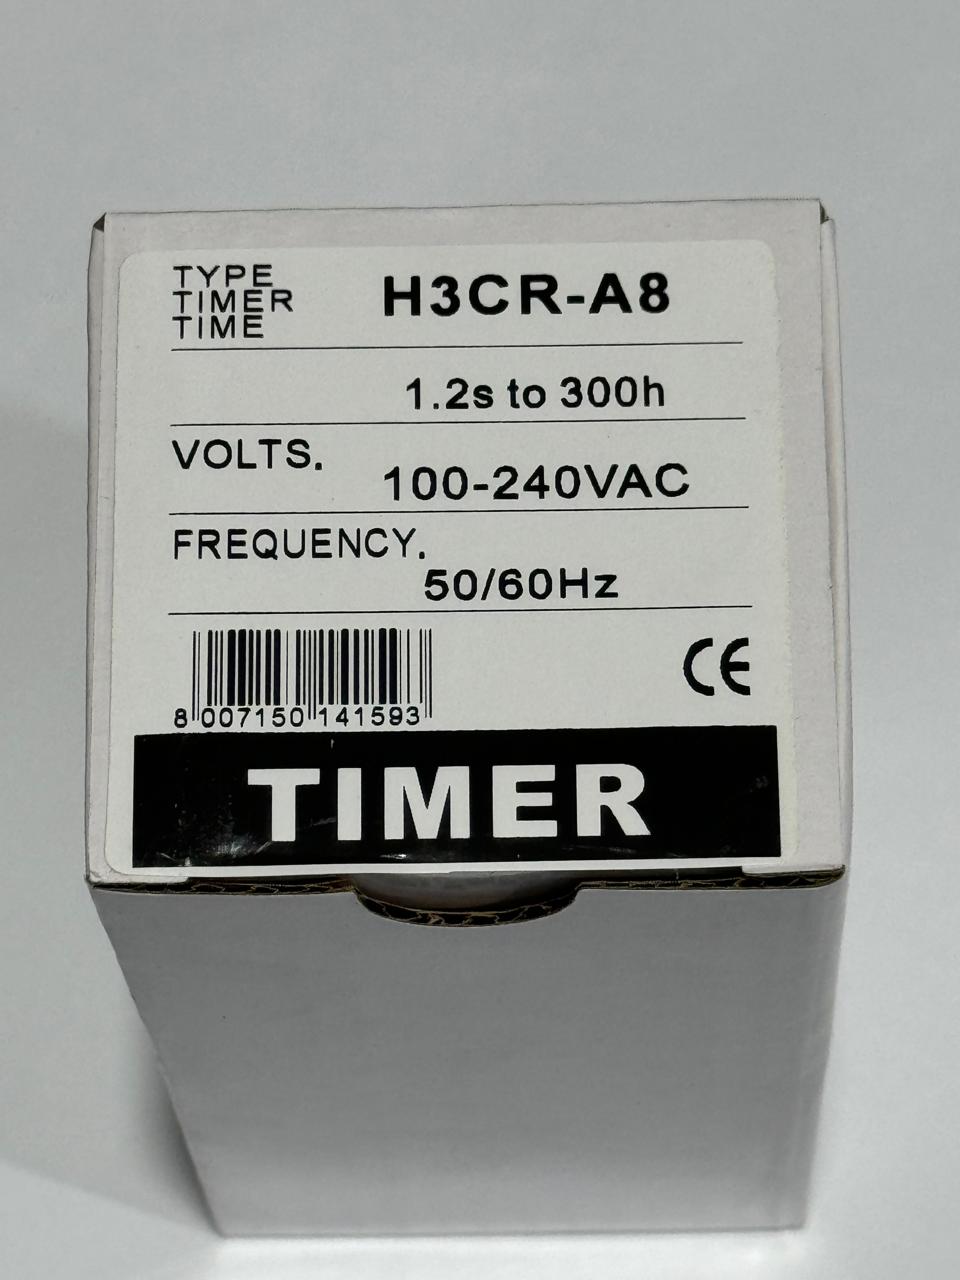 TYPE
TIMER
TIME
H3CR-A8
1.2s to 300h
VOLTS.
100-240VAC
FREQUENCY.
50/60Hz
8 007150 141593
CE
TIMER